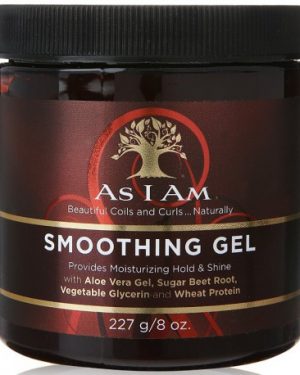 AS I AM
Beautiful Coils and Curls... Naturally
SMOOTHING GEL
Provides Moisturizing Hold & Shine
with Aloe Vera Gel, Sugar Beet Root,
Vegetable Glycerin and Wheat Protein
227 g/8 oz.